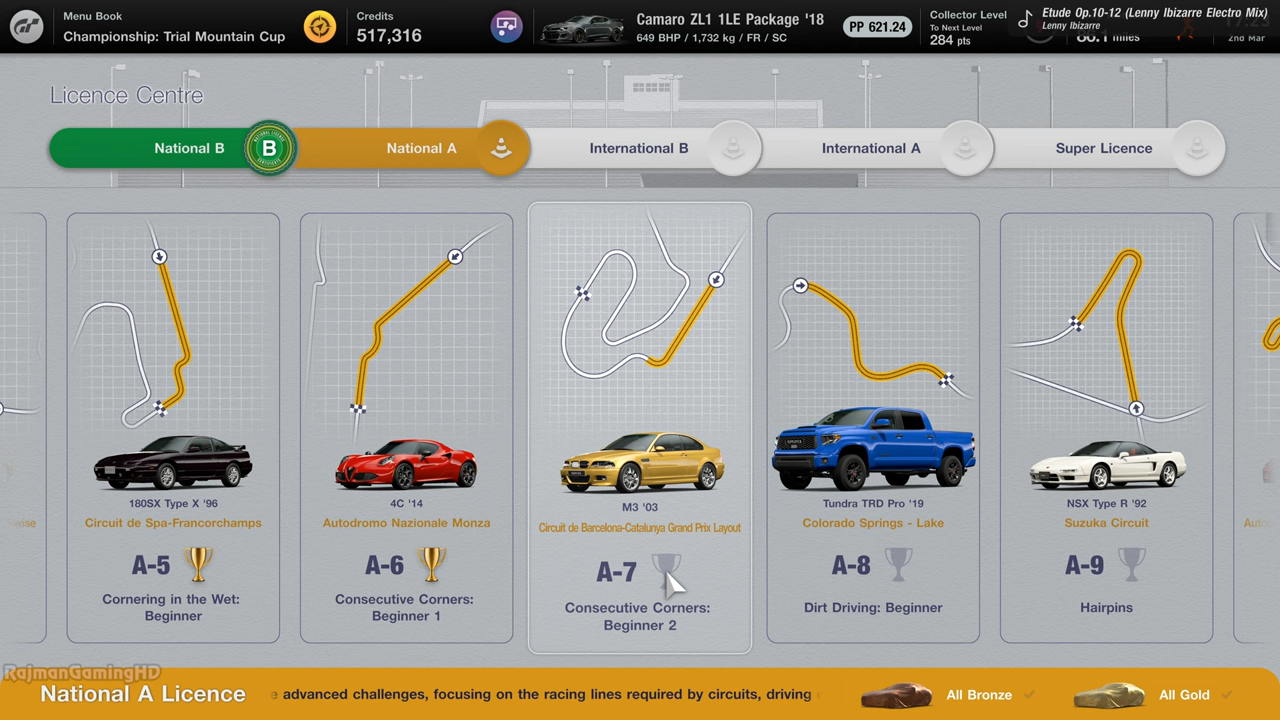 Menu Book
Championship: Trial Mountain Cup
Credits
517,316
Camaro ZL1 1LE Package '18
649 BHP / 1,732 kg / FR / SC
PP 621.24
Collector Level
To Next Level
284 pts
Etude Op.10-12 (Lenny Ibizarre Electro Mix)
Lenny Ibizarre
miles
2nd Mar
Licence Centre
National B
B
National A
International B
International A
Super Licence
180SX Type X '96
Circuit de Spa-Francorchamps
A-5
Cornering in the Wet:
Beginner
4C '14
Autodromo Nazionale Monza
A-6
Consecutive Corners:
Beginner 1
M3 '03
Circuit de Barcelona-Catalunya Grand Prix Layout
A-7
Consecutive Corners:
Beginner 2
Tundra TRD Pro '19
Colorado Springs - Lake
A-8
Dirt Driving: Beginner
NSX Type R '92
Suzuka Circuit
A-9
Hairpins
RajmanGamingHD
National A Licence
e advanced challenges, focusing on the racing lines required by circuits, driving
All Bronze
All Gold